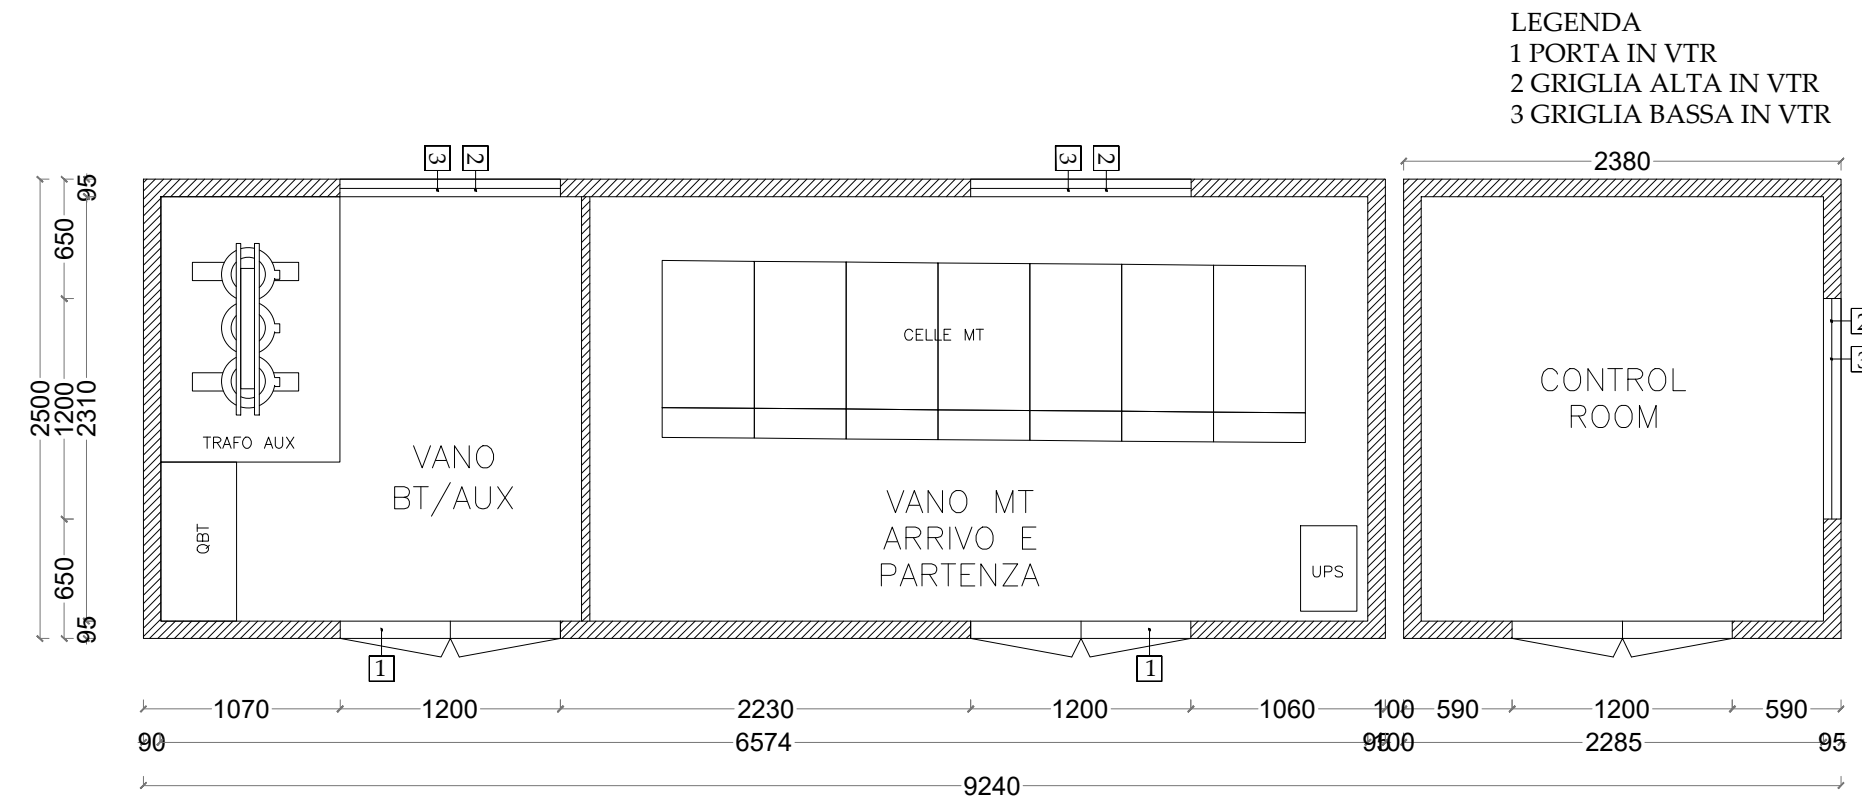 LEGENDA
1 PORTA IN VTR
2 GRIGLIA ALTA IN VTR
3 GRIGLIA BASSA IN VTR
2380
3 2
3 2
95
650
2500
1200
2310
650
95
TRAFO AUX
QBT
VANO
BT/AUX
CELLE MT
VANO MT
ARRIVO E
PARTENZA
UPS
CONTROL
ROOM
2
3
1
1
1070 1200 2230 1200 1060 100 590 1200 590
90 6574 100 2285 95
9240